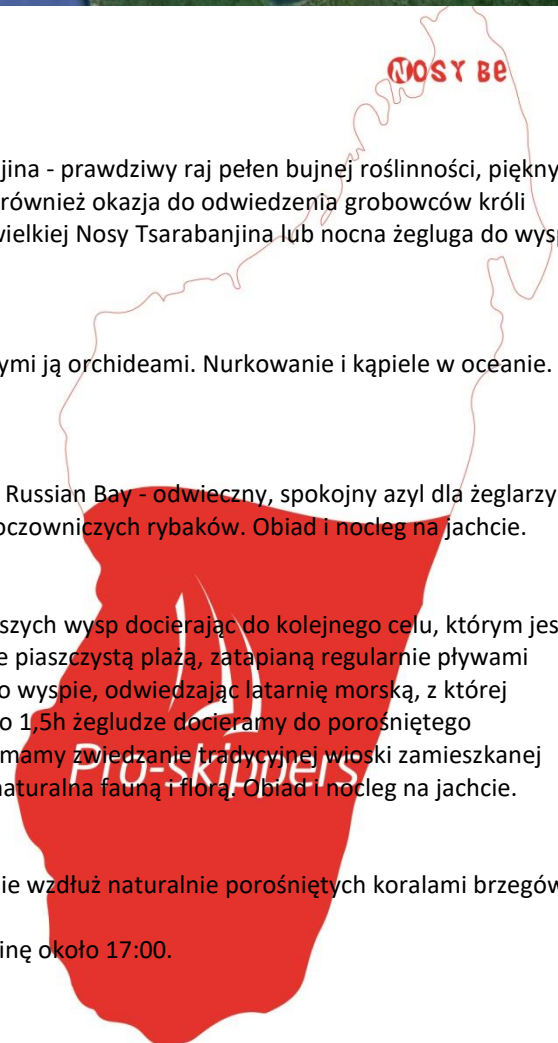 NOSY BE
jina - prawdziwy raj pełen bujnej roślinności, piękny
również okazja do odwiedzenia grobowców króli
wielkiej Nosy Tsarabanjina lub nocna żegluga do wysp
ymi ją orchideami. Nurkowanie i kąpiele w oceanie.
Russian Bay - odwieczny, spokojny azyl dla żeglarzy
oczowniczych rybaków. Obiad i nocleg na jachcie.
szych wysp docierając do kolejnego celu, którym jes
e piaszczystą plażą, zatapianą regularnie pływami
o wyspie, odwiedzając latarnię morską, z której
o 1,5h żegludze docieramy do porośniętego
mamy zwiedzanie tradycyjnej wioski zamieszkanej
Pro-skippers
naturalna fauną i florą. Obiad i nocleg na jachcie.
ie wzdłuż naturalnie porośniętych koralami brzegów
inę około 17:00.